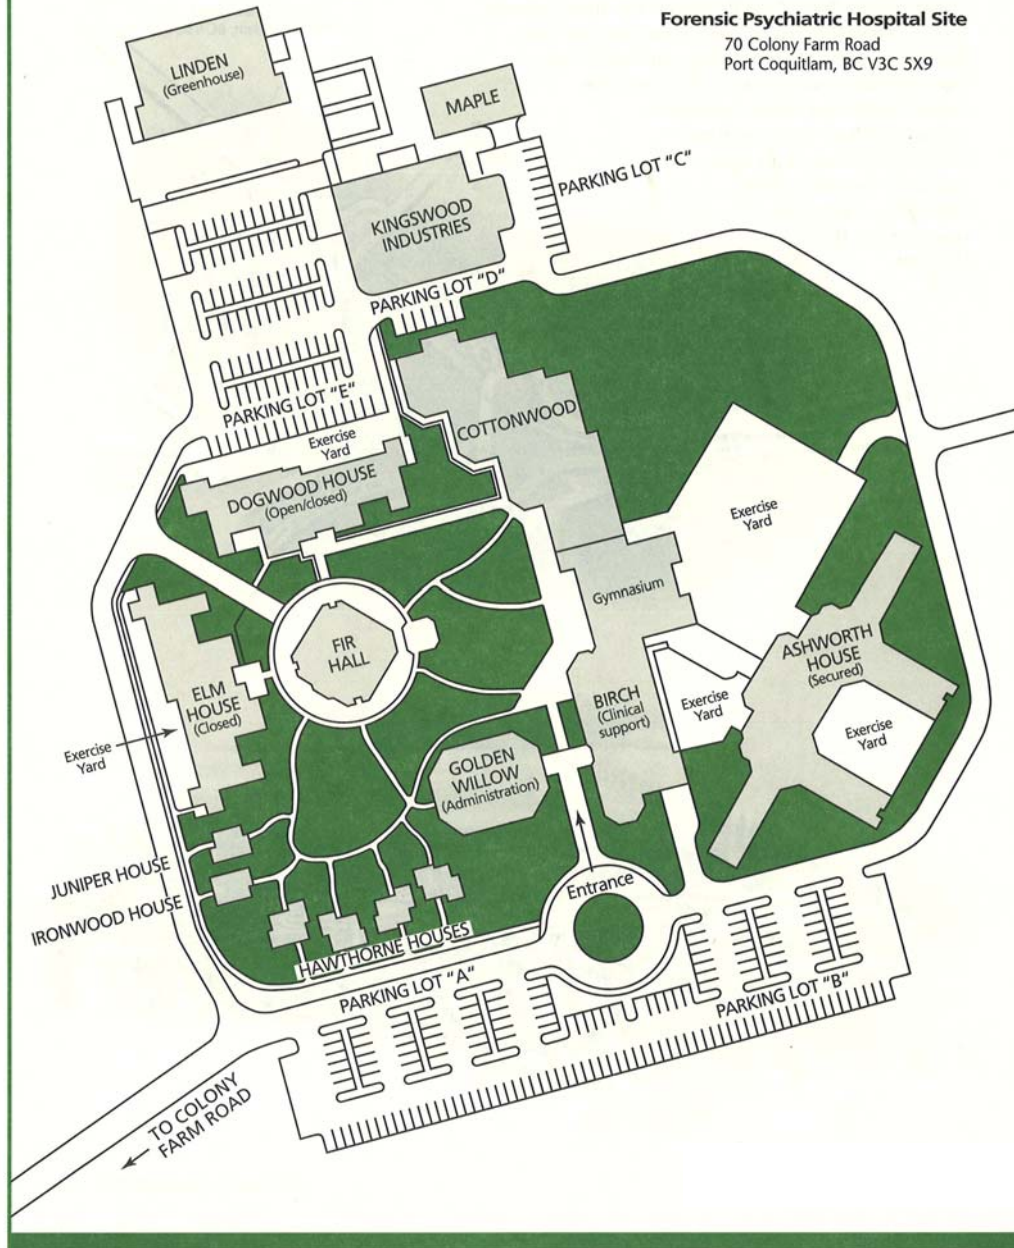 Forensic Psychiatric Hospital Site
70 Colony Farm Road
Port Coquitlam, BC V3C 5X9
LINDEN
(Greenhouse)
MAPLE
PARKING LOT "C"
KINGSWOOD
INDUSTRIES
PARKING LOT "D"
PARKING LOT "E"
COTTONWOOD
Exercise
Yard
DOGWOOD HOUSE
(Open/closed)
Exercise
Yard
Gymnasium
FIR
HALL
ASHWORTH
HOUSE
(Secured)
ELM
HOUSE
(Closed)
BIRCH
(Clinical
support)
Exercise
Yard
Exercise
Yard
Exercise
Yard
GOLDEN
WILLOW
(Administration)
JUNIPER HOUSE
IRONWOOD HOUSE
Entrance
HAWTHORNE HOUSES
PARKING LOT "A"
PARKING LOT "B"
TO COLONY
FARM ROAD